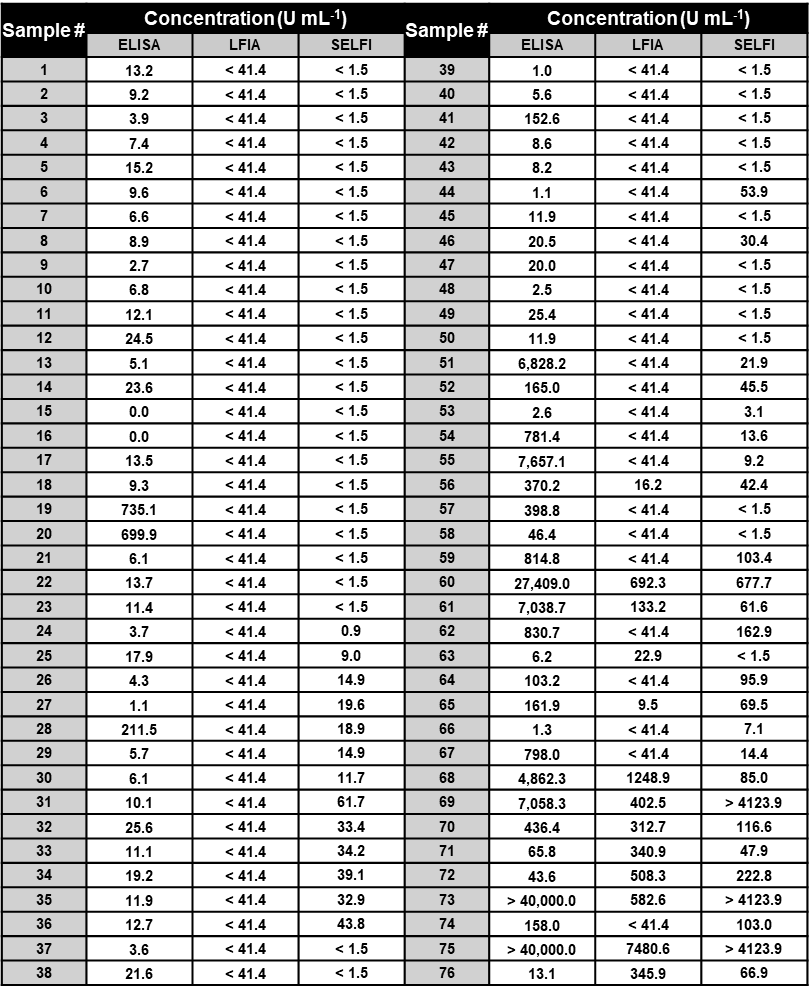 Sample # Concentration (U mL-1) Sample # Concentration (U mL-1)
ELISA LFIA SELFI ELISA LFIA SELFI
1 13.2 < 41.4 < 1.5 39 1.0 < 41.4 < 1.5
2 9.2 < 41.4 < 1.5 40 5.6 < 41.4 < 1.5
3 3.9 < 41.4 < 1.5 41 152.6 < 41.4 < 1.5
4 7.4 < 41.4 < 1.5 42 8.6 < 41.4 < 1.5
5 15.2 < 41.4 < 1.5 43 8.2 < 41.4 < 1.5
6 9.6 < 41.4 < 1.5 44 1.1 < 41.4 53.9
7 6.6 < 41.4 < 1.5 45 11.9 < 41.4 < 1.5
8 8.9 < 41.4 < 1.5 46 20.5 < 41.4 30.4
9 2.7 < 41.4 < 1.5 47 20.0 < 41.4 < 1.5
10 6.8 < 41.4 < 1.5 48 2.5 < 41.4 < 1.5
11 12.1 < 41.4 < 1.5 49 25.4 < 41.4 < 1.5
12 24.5 < 41.4 < 1.5 50 11.9 < 41.4 < 1.5
13 5.1 < 41.4 < 1.5 51 6,828.2 < 41.4 21.9
14 23.6 < 41.4 < 1.5 52 165.0 < 41.4 45.5
15 0.0 < 41.4 < 1.5 53 2.6 < 41.4 3.1
16 0.0 < 41.4 < 1.5 54 781.4 < 41.4 13.6
17 13.5 < 41.4 < 1.5 55 7,657.1 < 41.4 9.2
18 9.3 < 41.4 < 1.5 56 370.2 16.2 42.4
19 735.1 < 41.4 < 1.5 57 398.8 < 41.4 < 1.5
20 699.9 < 41.4 < 1.5 58 46.4 < 41.4 < 1.5
21 6.1 < 41.4 < 1.5 59 814.8 < 41.4 103.4
22 13.7 < 41.4 < 1.5 60 27,409.0 692.3 677.7
23 11.4 < 41.4 < 1.5 61 7,038.7 133.2 61.6
24 3.7 < 41.4 0.9 62 830.7 < 41.4 162.9
25 17.9 < 41.4 9.0 63 6.2 22.9 < 1.5
26 4.3 < 41.4 14.9 64 103.2 < 41.4 95.9
27 1.1 < 41.4 19.6 65 161.9 9.5 69.5
28 211.5 < 41.4 18.9 66 1.3 < 41.4 7.1
29 5.7 < 41.4 14.9 67 798.0 < 41.4 14.4
30 6.1 < 41.4 11.7 68 4,862.3 1248.9 85.0
31 10.1 < 41.4 61.7 69 7,058.3 402.5 > 4123.9
32 25.6 < 41.4 33.4 70 436.4 312.7 116.6
33 11.1 < 41.4 34.2 71 65.8 340.9 47.9
34 19.2 < 41.4 39.1 72 43.6 508.3 222.8
35 11.9 < 41.4 32.9 73 > 40,000.0 582.6 > 4123.9
36 12.7 < 41.4 43.8 74 158.0 < 41.4 103.0
37 3.6 < 41.4 < 1.5 75 > 40,000.0 7480.6 > 4123.9
38 21.6 < 41.4 < 1.5 76 13.1 345.9 66.9